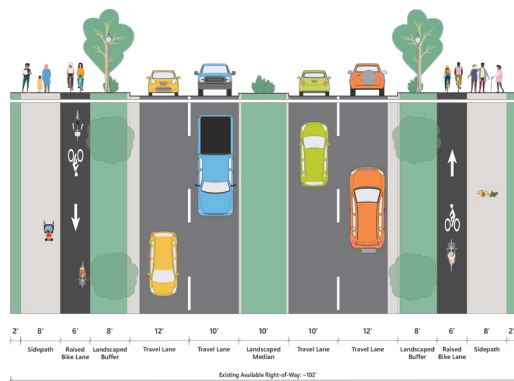 2' 8' 6' 8' 12' 10' 10' 10' 12' 8' 6' 8' 2'
Sidepath Raised Bike Lane Landscaped Buffer Travel Lane Travel Lane Landscaped Median Travel Lane Travel Lane Landscaped Buffer Raised Bike Lane Sidepath
Existing Available Right-of-Way: ~102'